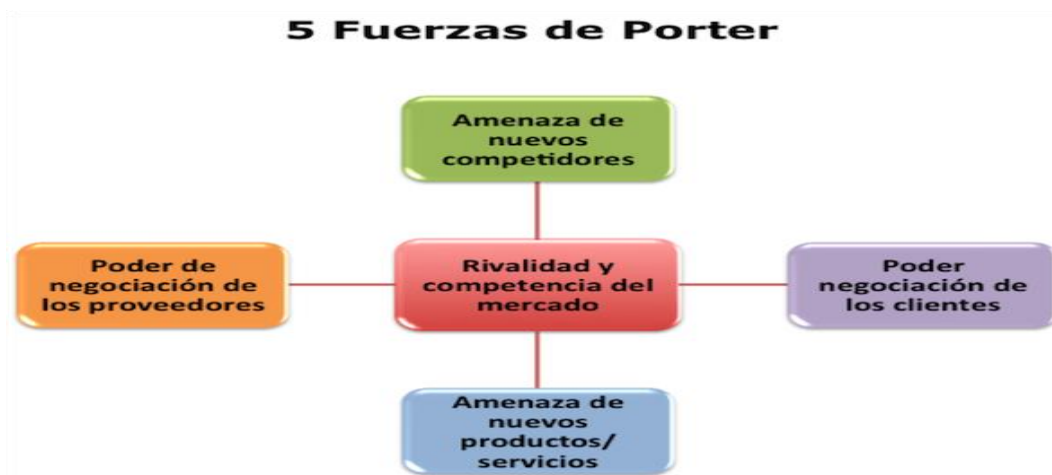 5 Fuerzas de Porter
Amenaza de
nuevos
competidores
Poder de
negociación de
los proveedores
Rivalidad y
competencia del
mercado
Poder
negociación de
los clientes
Amenaza de
nuevos
productos/
servicios